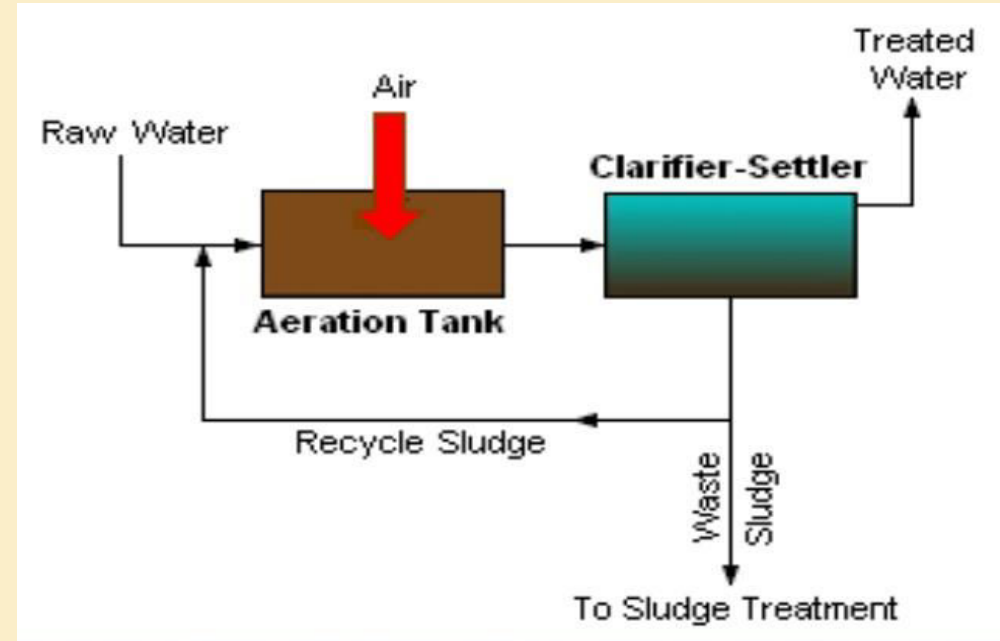 Treated
Water
Air
Raw Water
Clarifier-Settler
Aeration Tank
Recycle Sludge
Waste
Sludge
To Sludge Treatment